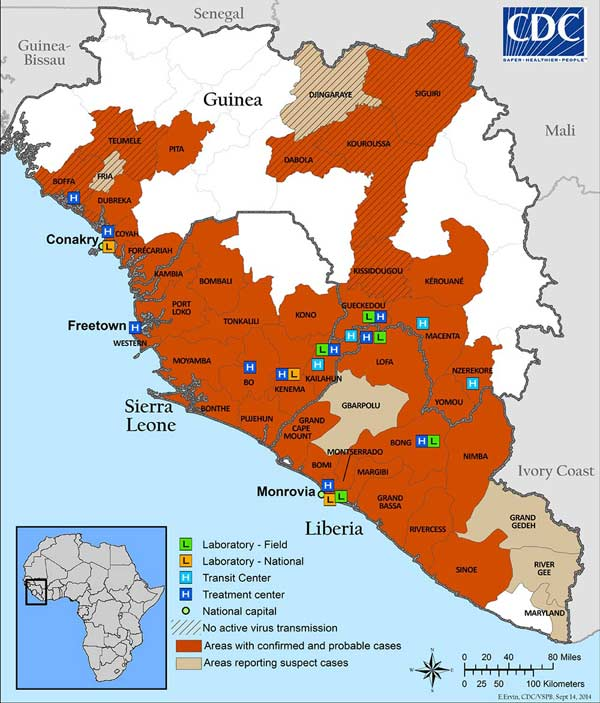 Senegal
Guinea-
Bissau
CDC
SAFER•HEALTHIER•PEOPLE™
Guinea
DJINGARAYE
SIGUIRI
Mali
TELIMELE
PITA
KOUROUSSA
DABOLA
FRIA
BOFFA
DUBREKA
H
H
COYAH
Conakry
L
FORÉCARIAH
KISSIDOUGOU
KÉROUANÉ
KAMBIA
BOMBALI
GUECKEDOU
PORT
LOKO
KONO
L H
H
Freetown
H
TONKAILI
H
H L
MACENTA
WESTERN
L H
MOYAMBA
H
LOFA
NZEREKORE
H
H L
KAILAHUN
H
BO
KENEMA
YOMOU
Sierra
Leone
BONTHE
GBARPOLU
PUJEHUN
GRAND
CAPE
MOUNT
BONG
H L
MONTSERRADO
NIMBA
BOMI
MARGIBI
Ivory Coast
H
Monrovia
L
L
GRAND
BASSA
GRAND
GEDEH
Liberia
RIVERCESS
RIVER
GEE
SINOE
MARYLAND
L Laboratory - Field
L Laboratory - National
H Transit Center
H Treatment center
National capital
No active virus transmission
Areas with confirmed and probable cases
Areas reporting suspect cases
N
W E
S
0 20 40 80 Miles
0 25 50 100 Kilometers
E.Ervin, CDC/VSPB, Sept 14, 2014